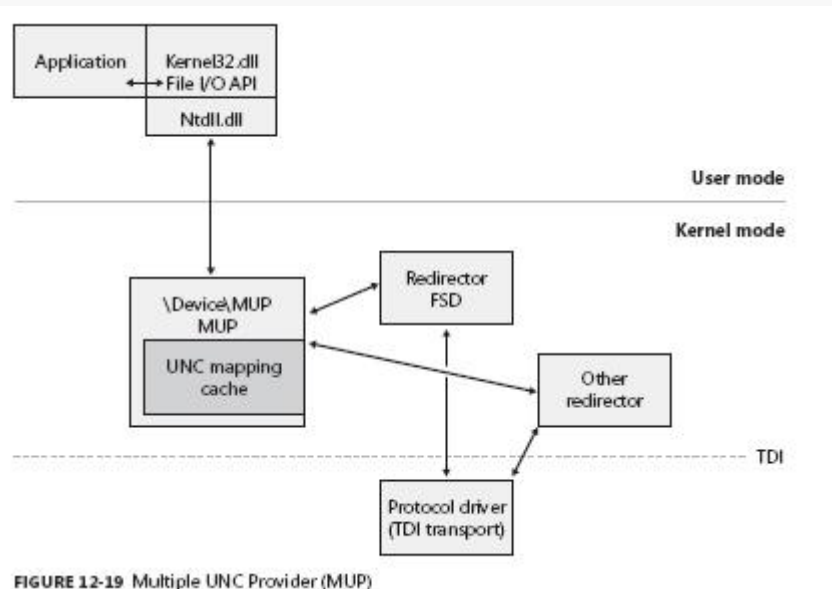 Application
Kernel32.dll
File I/O API
Ntdll.dll
User mode
Kernel mode
\Device\MUP
MUP
UNC mapping
cache
Redirector
FSD
Other
redirector
TDI
Protocol driver
(TDI transport)
FIGURE 12-19 Multiple UNC Provider (MUP)